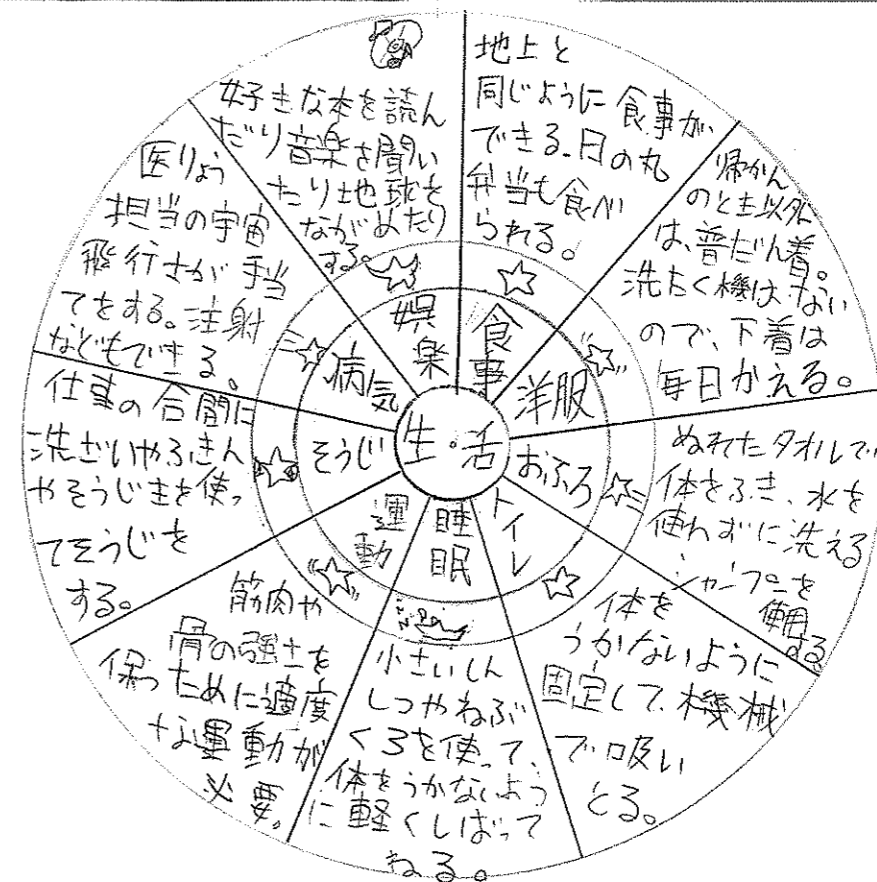 生活
食事
地上と
同じように食事が
できる。日の丸
弁当も食べ
られる。
洋服
帰かん
のとき以外
は、普だん着。
洗たく機はない
ので、下着は
毎日かえる。
おふろ
ぬれたタオルで
体をふき、水を
使わずに洗える
シャンプーを
使用
する。
トイレ
体を
うかないように
固定して、機械
で吸い
とる。
睡眠
小さいしん
しつやねぶ
くろを使って、
体をうかないよう
に軽くしばって
ねる。
運動
筋肉や
骨の強さを
保つために適度
な運動が
必要。
そうじ
仕事の合間に
洗ざいやふきん
やそうじきを使っ
てそうじを
する。
病気
医りょう
担当の宇宙
飛行さが手当
てをする。注射
などもできる。
娯楽
好きな本を読ん
だり音楽を聞い
たり地球を
ながめたり
する。